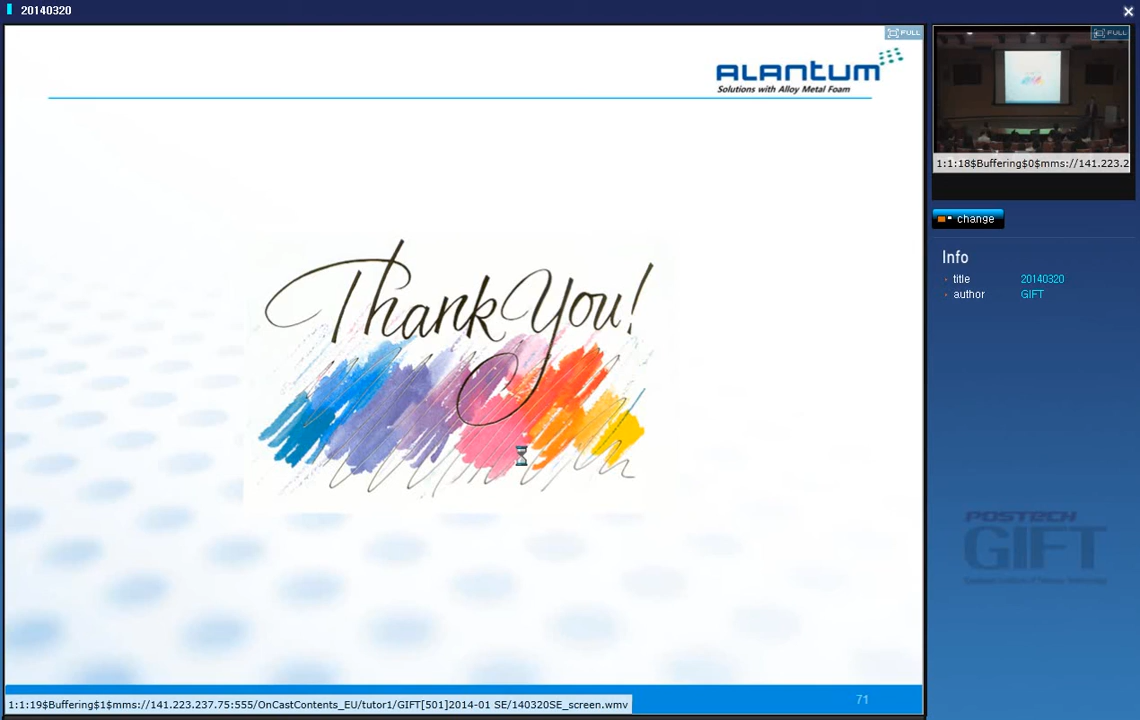 20140320
FULL
ALANTUM
Solutions with Alloy Metal Foam
Thank You!
71
1:1:19$Buffering$1$mms://141.223.237.75:555/OnCastContents_EU/tutor1/GIFT[501]2014-01 SE/140320SE_screen.wmv
FULL
1:1:18$Buffering$0$mms://141.223.2
change
Info
title 20140320
author GIFT
POSTECH
GIFT